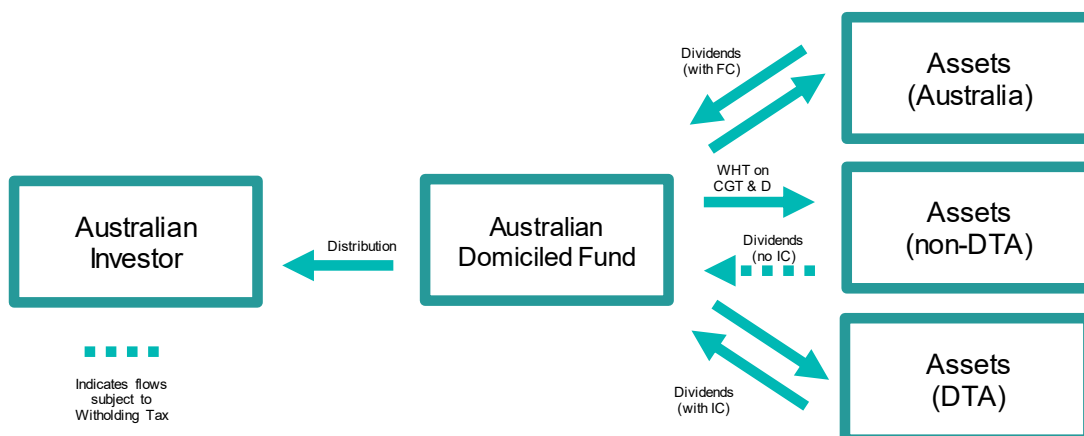 Dividends
(with FC)
Assets
(Australia)
WHT on
CGT & D
Australian
Investor
Distribution
Australian
Domiciled Fund
Dividends
(no IC)
Assets
(non-DTA)
Indicates flows
subject to
Witholding Tax
Dividends
(with IC)
Assets
(DTA)